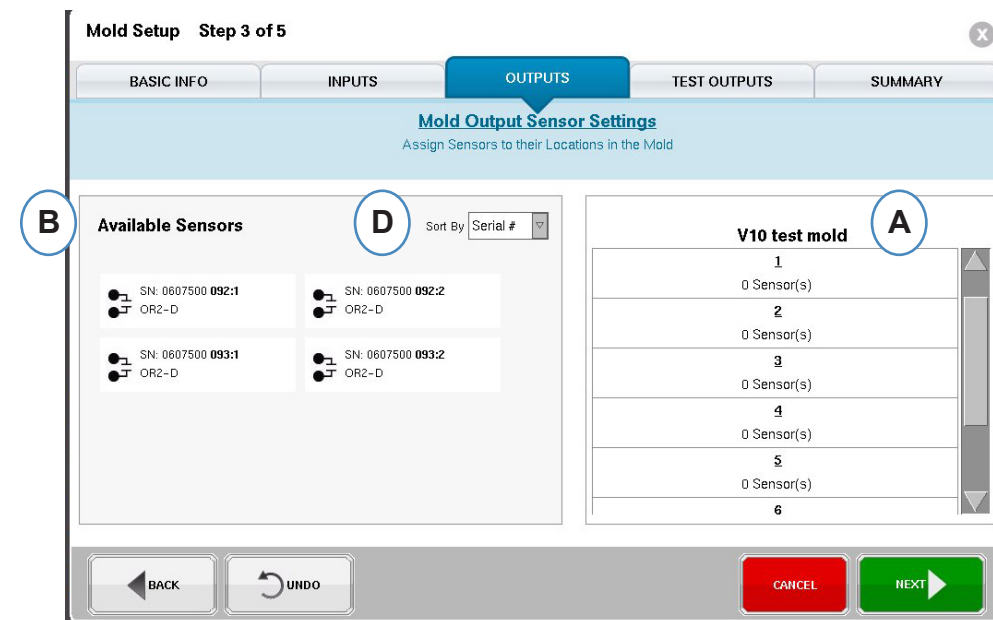 Mold Setup Step 3 of 5
X
BASIC INFO
INPUTS
OUTPUTS
TEST OUTPUTS
SUMMARY
Mold Output Sensor Settings
Assign Sensors to their Locations in the Mold
B
Available Sensors
D
Sort By Serial #
SN: 0607500 092:1
OR2-D
SN: 0607500 092:2
OR2-D
SN: 0607500 093:1
OR2-D
SN: 0607500 093:2
OR2-D
A
V10 test mold
1
0 Sensor(s)
2
0 Sensor(s)
3
0 Sensor(s)
4
0 Sensor(s)
5
0 Sensor(s)
6
BACK
UNDO
CANCEL
NEXT